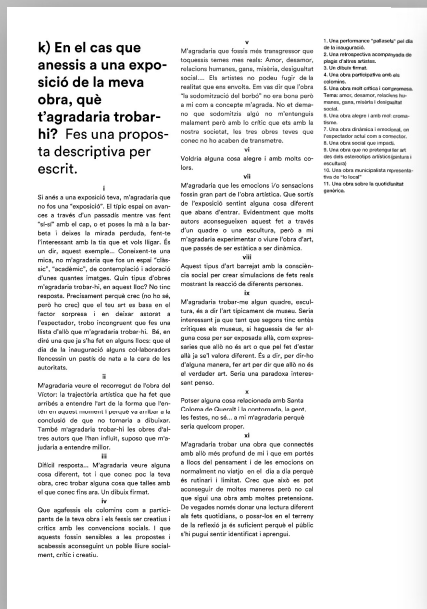 k) En el cas que
anessis a una expo-
sició de la meva
obra, què
t'agradaria trobar-
hi? Fes una propos-
ta descriptiva per
escrit.
i
Si anés a una exposició teva, m'agradaria que
no fos una "exposició". El típic espai on avan-
ces a través d'un passadís mentre vas fent
"sí-sí" amb el cap, o et poses la mà a la bar-
beta i deixes la mirada perduda, fent-te
l'interessant amb la tia que et vols lligar. És
un dir, aquest exemple... Coneixent-te una
mica, no m'agradaria que fos un espai "clàs-
sic", "acadèmic", de contemplació i adoració
d'unes quantes imatges. Quin tipus d'obres
m'agradaria trobar-hi, en aquest lloc? No tinc
resposta. Precisament perquè crec (no ho sé,
però ho crec) que el teu art es basa en el
factor sorpresa i en deixar astorat a
l'espectador, trobo incongruent que fes una
llista d'allò que m'agradaria trobar-hi. Bé, en
diré una que ja s'ha fet en alguns llocs: que el
dia de la inauguració alguns col·laboradors
llencessin un pastís de nata a la cara de les
autoritats.
ii
M'agradaria veure el recorregut de l'obra del
Víctor: la trajectòria artística que ha fet que
arribés a entendre l'art de la forma que l'en-
tén en aquest moment i perquè va arribar a la
conclusió de que no tornaria a dibuixar.
També m'agradaria trobar-hi les obres d'al-
tres autors que l'han influït, suposo que m'a-
judaria a entendre millor.
iii
Difícil resposta... M'agradaria veure alguna
cosa diferent, tot i que conec poc la teva
obra, crec trobar alguna cosa que talles amb
el que conec fins ara. Un dibuix firmat.
iv
Que agafessis els colomins com a partici-
pants de la teva obra i els fessis ser creatius i
crítics amb les convencions socials. I que
aquests fossin sensibles a les propostes i
acabessis aconseguint un poble lliure social-
ment, crític i creatiu.
v
M'agradaria que fossis més transgressor que
toquessis temes mes reals: Amor, desamor,
relacions humanes, gana, misèria, desigualtat
social.... Els artistes no podeu fugir de la
realitat que ens envolta. Em vas dir que l'obra
"la sodomització del borbó" no era bona però
a mi com a concepte m'agrada. No et dema-
no que sodomitzis algú no m'entenguis
malament però amb lo crític que ets amb la
nostre societat, les tres obres teves que
conec no ho acaben de transmetre.
vi
Voldria alguna cosa alegre i amb molts co-
lors.
vii
M'agradaria que les emocions i/o sensacions
fossin gran part de l'obra artística. Que sortís
de l'exposició sentint alguna cosa diferent
que abans d'entrar. Evidentment que molts
autors aconsegueixen aquest fet a través
d'un quadre o una escultura, però a mi
m'agradaria experimentar o viure l'obra d'art,
que passés de ser estàtica a ser dinàmica.
viii
Aquest tipus d'art barrejat amb la conscièn-
cia social per crear simulacions de fets reals
mostrant la reacció de diferents persones.
ix
M'agradaria trobar-me algun quadre, escul-
tura, és a dir l'art típicament de museu. Seria
interessant ja que tant que segons tinc entès
critiques els museus, si haguessis de fer al-
guna cosa per ser exposada allà, com expres-
saries que allò no és art o que pel fet d'estar
allà ja se'l valora diferent. És a dir, per dir-ho
d'alguna manera, fer art per dir que allò no és
el verdader art. Seria una paradoxa interes-
sant penso.
x
Potser alguna cosa relacionada amb Santa
Coloma de Queralt i la contornada, la gent,
les festes, no sé... a mi m'agradaria perquè
seria quelcom proper.
xi
M'agradaria trobar una obra que connectés
amb allò més profund de mi i que em portés
a llocs del pensament i de les emocions on
normalment no viatjo en el dia a dia perquè
és rutinari i limitat. Crec que això es pot
aconseguir de moltes maneres però no cal
que sigui una obra amb moltes pretensions.
De vegades només donar una lectura diferent
als fets quotidians, o posar-los en el terreny
de la reflexió ja és suficient perquè el públic
s'hi pugui sentir identificat i aprengui.
1. Una performance "pallasseta" pel dia
de la inauguració.
2. Una retrospectiva acompanyada de
plagis d'altres artistes.
3. Un dibuix firmat.
4. Una obra participativa amb els
colomins.
5. Una obra molt crítica i compromesa.
Tema: amor, desamor, relacions hu-
manes, gana, misèria i desigualtat
social.
6. Una obra alegre i amb molt croma-
tisme.
7. Una obra dinàmica i emocional, en
l'espectador actuï com a connector.
8. Una obra social que impacti.
9. Una obra que no pretengui fer art
des dels estereotips artístics(pintura i
escultura)
10. Una obra municipalista representa-
tiva de "lo local"
11. Una obra sobre la quotidianitat
genèrica.